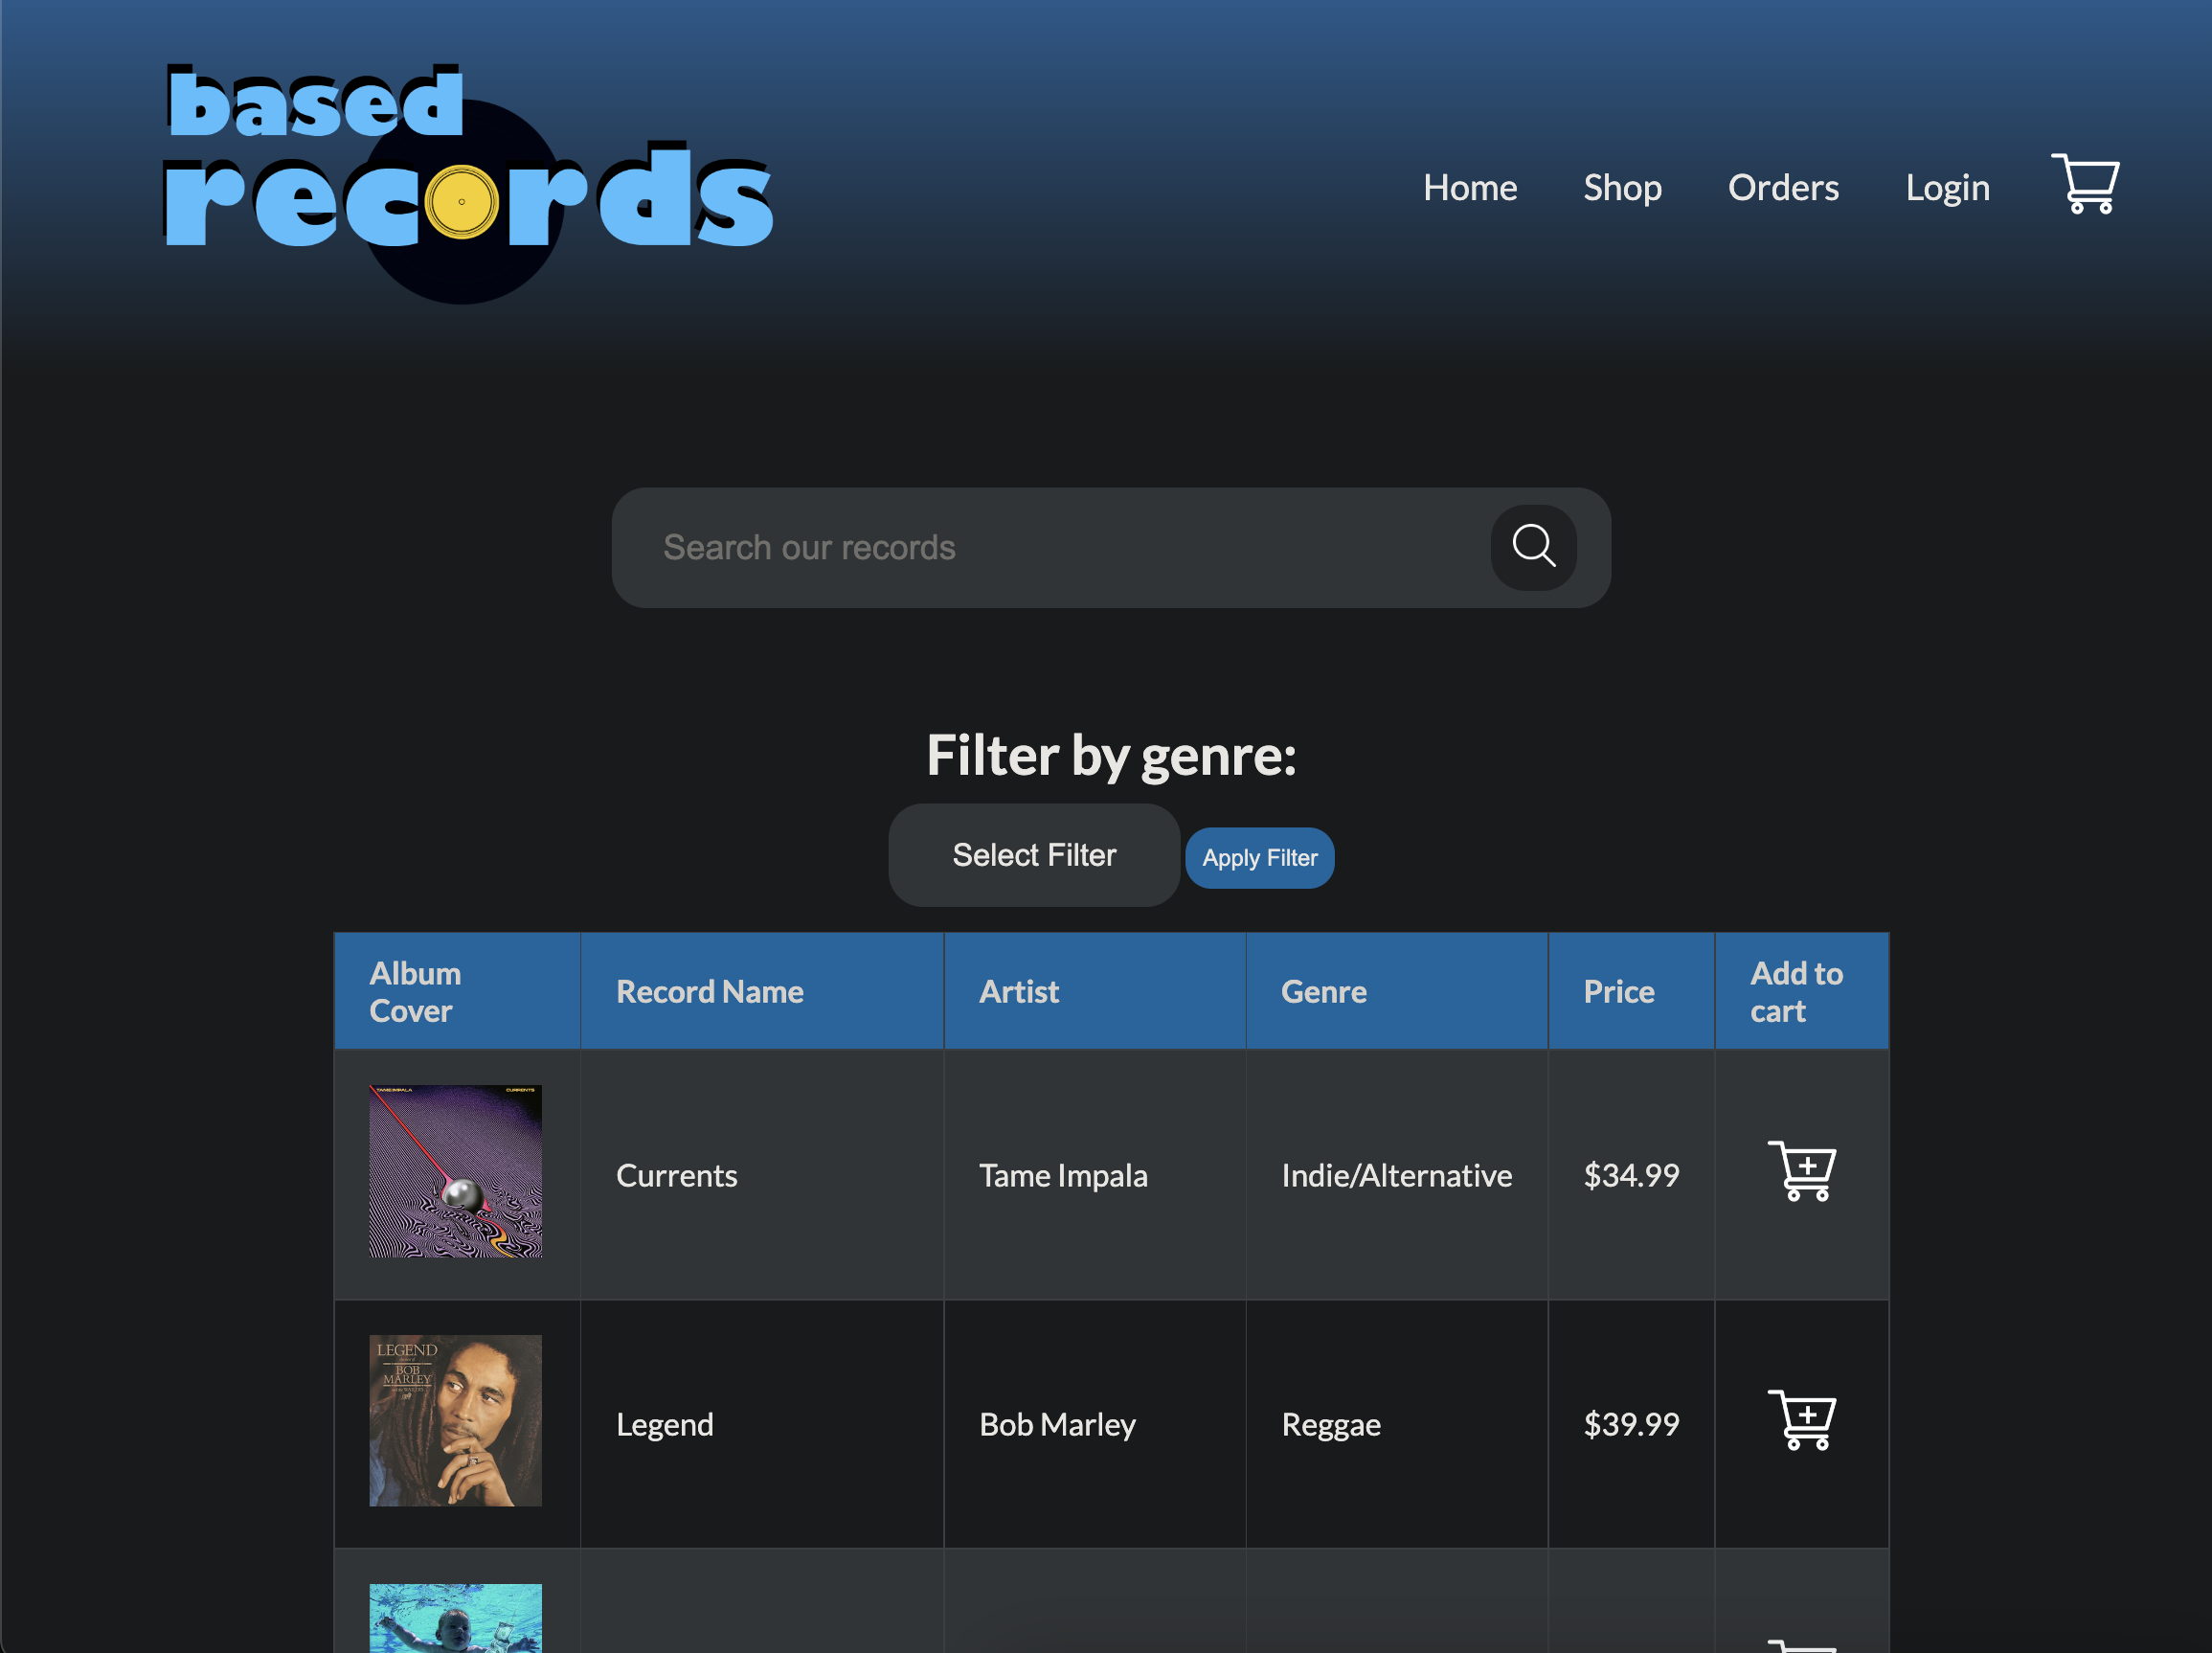 based
records
Home Shop Orders Login
Search our records
Filter by genre:
Select Filter Apply Filter
Album Cover Record Name Artist Genre Price Add to cart
TAME IMPALA CURRENTS
Currents Tame Impala Indie/Alternative $34.99
LEGEND
BOB
MARLEY
Legend Bob Marley Reggae $39.99